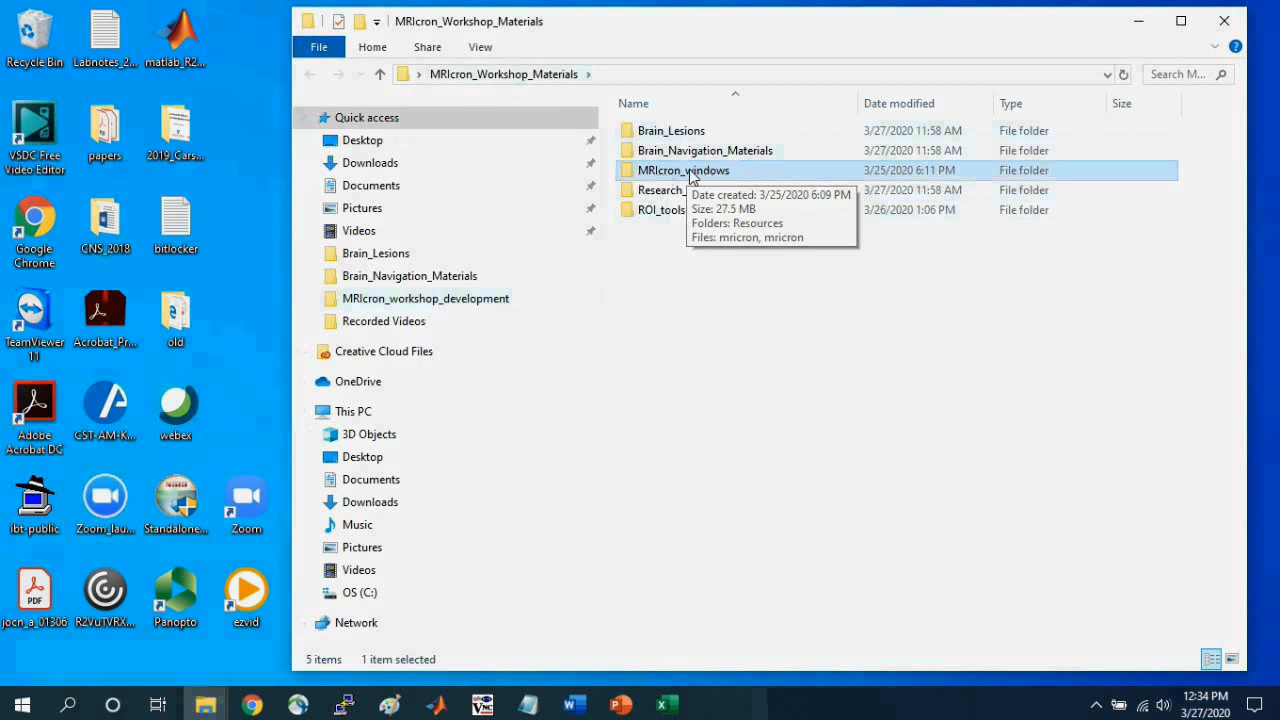 Recycle Bin
Labnotes_2...
matlab_R2...
VSDC Free
Video Editor
papers
2019_Cars...
Google
Chrome
CNS_2018
bitlocker
TeamViewer
11
Acrobat_Pr...
old
Adobe
Acrobat DC
CST-AM-K...
webex
ibt-public
Zoom_lau...
Standalone...
Zoom
PDF
jocn_a_01306
R2VuTVRX...
Panopto
ezvid
MRIcron_Workshop_Materials
File
Home
Share
View
MRIcron_Workshop_Materials
Search M...
Quick access
Desktop
Downloads
Documents
Pictures
Videos
Brain_Lesions
Brain_Navigation_Materials
MRIcron_workshop_development
Recorded Videos
Creative Cloud Files
OneDrive
This PC
3D Objects
Desktop
Documents
Downloads
Music
Pictures
Videos
OS (C:)
Network
Name Date modified Type Size
Brain_Lesions 3/27/2020 11:58 AM File folder
Brain_Navigation_Materials 3/27/2020 11:58 AM File folder
MRIcron_windows 3/25/2020 6:11 PM File folder
Research_ 3/27/2020 11:58 AM File folder
ROI_tools 3/26/2020 1:06 PM File folder
Date created: 3/25/2020 6:09 PM
Size: 27.5 MB
Folders: Resources
Files: mricron, mricron
5 items 1 item selected
12:34 PM
3/27/2020